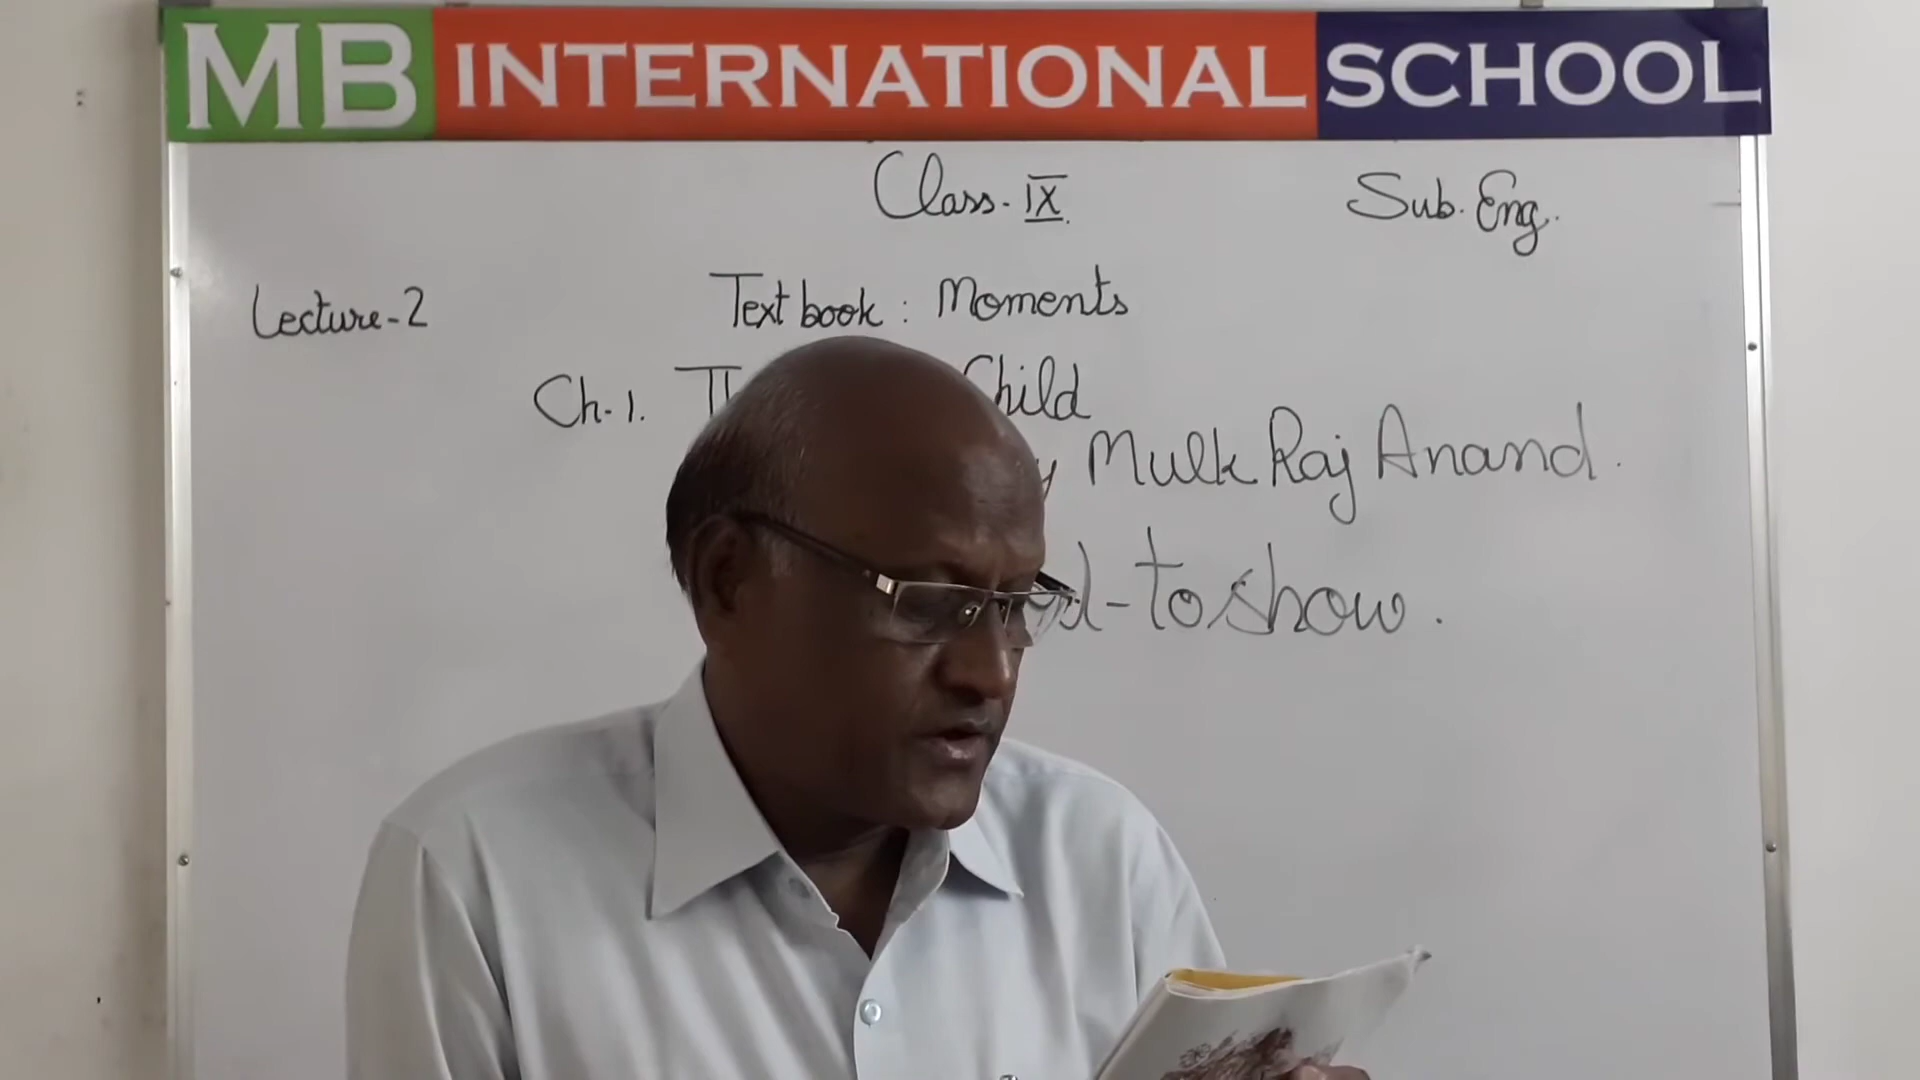 MB INTERNATIONAL SCHOOL
Class - IX Sub. Eng.
Lecture - 2 Text book : Moments
Ch. 1. Child
Mulk Raj Anand.
- to show.